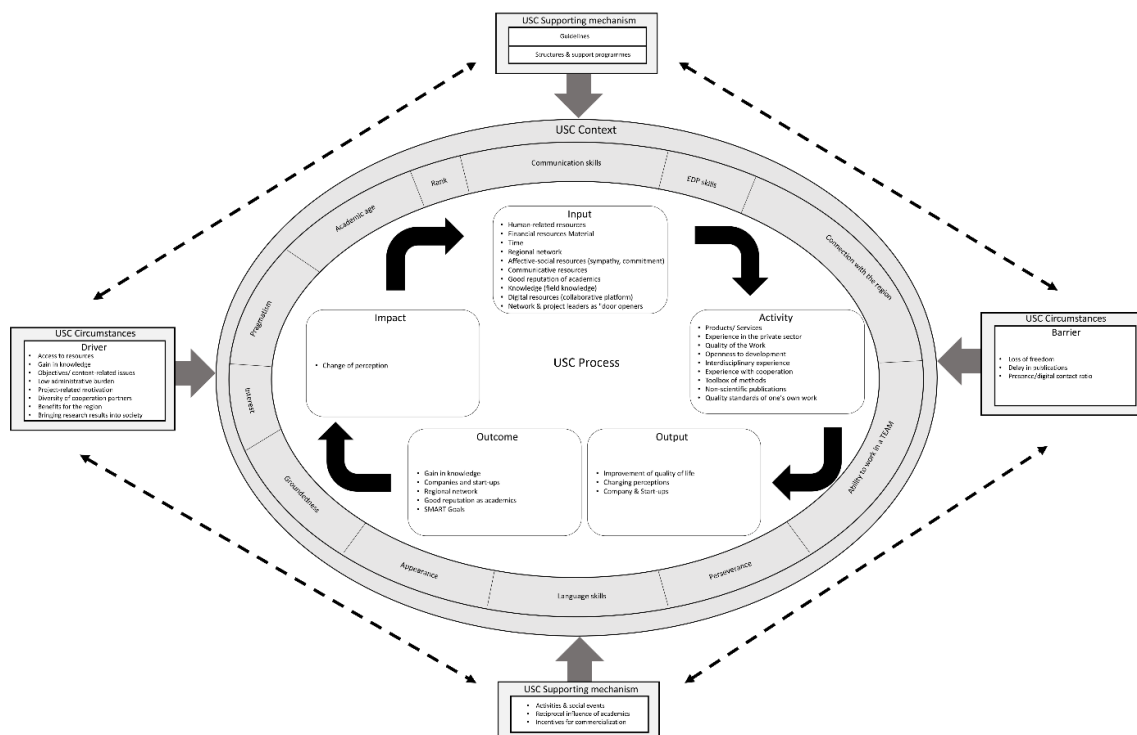 USC Supporting mechanism
Guidelines
Structures & support programmes
USC Context
Communication skills
EDP skills
Connection with the region
Ability to work in a TEAM
Perseverance
Language skills
Appearance
Groundedness
Interest
Pragmatism
Academic age
Rank
Input
• Human-related resources
• Financial resources Material
• Time
• Regional network
• Affective-social resources (sympathy, commitment)
• Communicative resources
• Good reputation of academics
• Knowledge (field knowledge)
• Digital resources (collaborative platform)
• Network & project leaders as "door openers
Activity
• Products/ Services
• Experience in the private sector
• Quality of the Work
• Openness to development
• Interdisciplinary experience
• Experience with cooperation
• Toolbox of methods
• Non-scientific publications
• Quality standards of one's own work
Impact
• Change of perception
USC Process
Outcome
• Gain in knowledge
• Companies and start-ups
• Regional network
• Good reputation as academics
• SMART Goals
Output
• Improvement of quality of life
• Changing perceptions
• Company & Start-ups
USC Circumstances
Driver
• Access to resources
• Gain in knowledge
• Objectives/ content-related issues
• Low administrative burden
• Project-related motivation
• Diversity of cooperation partners
• Benefits for the region
• Bringing research results into society
USC Circumstances
Barrier
• Loss of freedom
• Delay in publications
• Presence/digital contact ratio
USC Supporting mechanism
• Activities & social events
• Reciprocal influence of academics
• Incentives for commercialization